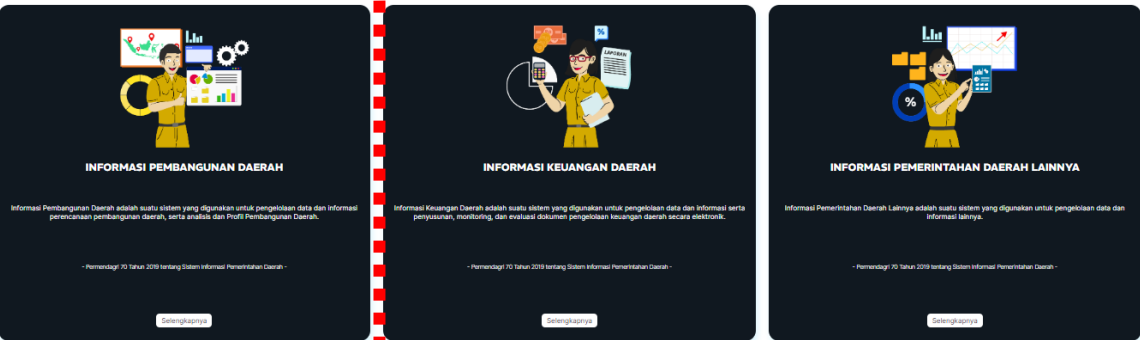 INFORMASI PEMBANGUNAN DAERAH
Informasi Pembangunan Daerah adalah suatu sistem yang digunakan untuk pengelolaan data dan informasi
perencanaan pembangunan daerah, serta analisis dan Profil Pembangunan Daerah.
- Permendagri 70 Tahun 2019 tentang Sistem Informasi Pemerintahan Daerah -
Selengkapnya
%
LAPORAN
INFORMASI KEUANGAN DAERAH
Informasi Keuangan Daerah adalah suatu sistem yang digunakan untuk pengelolaan data dan informasi serta
penyusunan, monitoring, dan evaluasi dokumen pengelolaan keuangan daerah secara elektronik.
- Permendagri 70 Tahun 2019 tentang Sistem Informasi Pemerintahan Daerah -
Selengkapnya
%
INFORMASI PEMERINTAHAN DAERAH LAINNYA
Informasi Pemerintahan Daerah Lainnya adalah suatu sistem yang digunakan untuk pengelolaan data dan
informasi lainnya.
- Permendagri 70 Tahun 2019 tentang Sistem Informasi Pemerintahan Daerah -
Selengkapnya